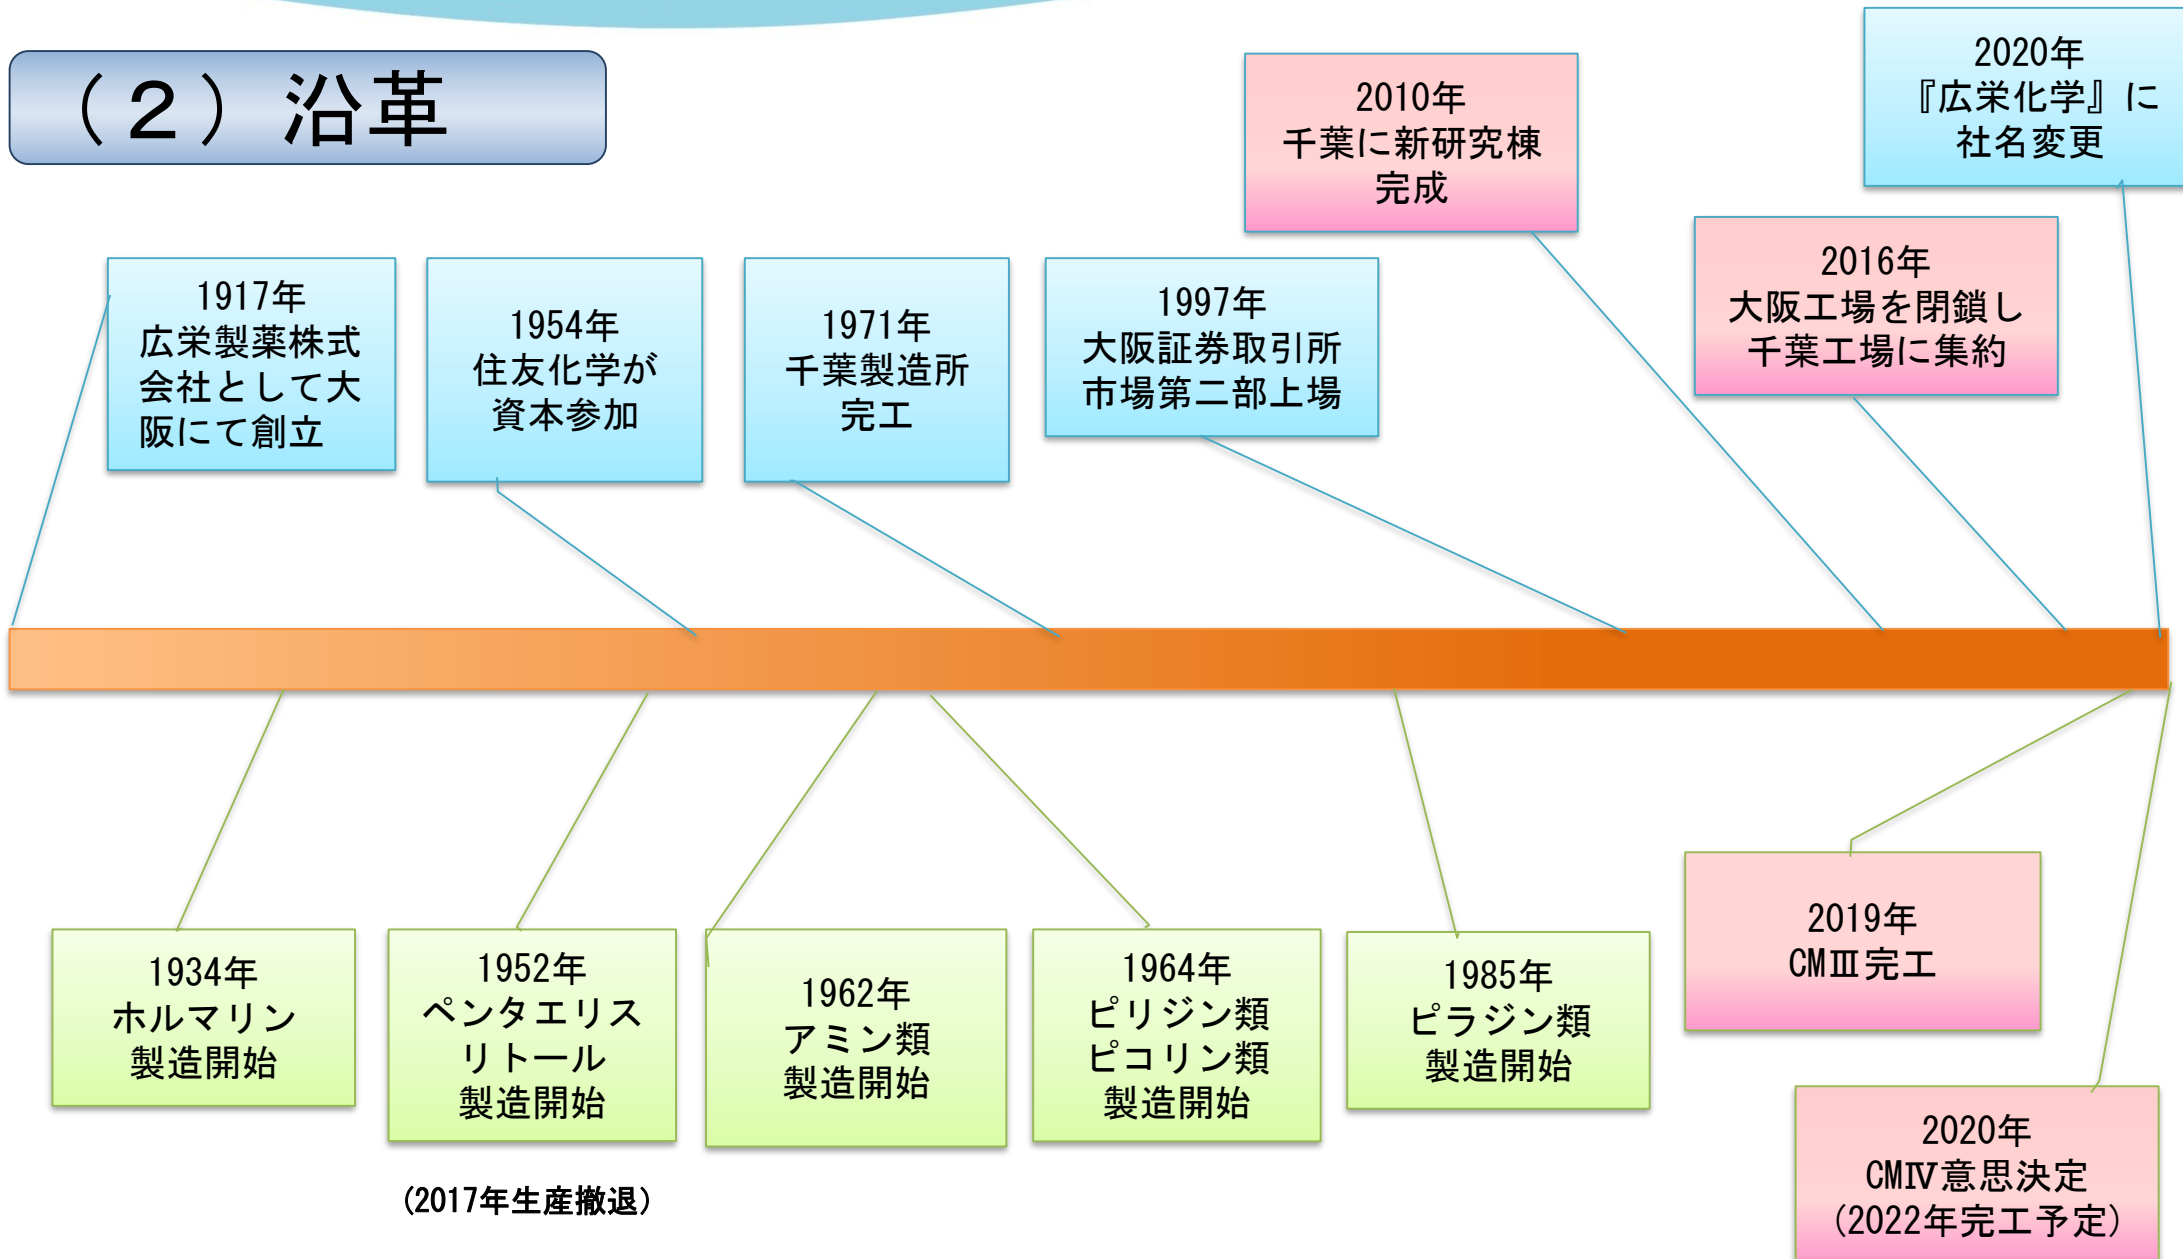 （２）沿革
1917年
広栄製薬株式
会社として大
阪にて創立
1954年
住友化学が
資本参加
1971年
千葉製造所
完工
1997年
大阪証券取引所
市場第二部上場
2010年
千葉に新研究棟
完成
2016年
大阪工場を閉鎖し
千葉工場に集約
2020年
『広栄化学』に
社名変更
1934年
ホルマリン
製造開始
1952年
ペンタエリス
リトール
製造開始
(2017年生産撤退)
1962年
アミン類
製造開始
1964年
ピリジン類
ピコリン類
製造開始
1985年
ピラジン類
製造開始
2019年
CMⅢ完工
2020年
CMⅣ意思決定
(2022年完工予定)